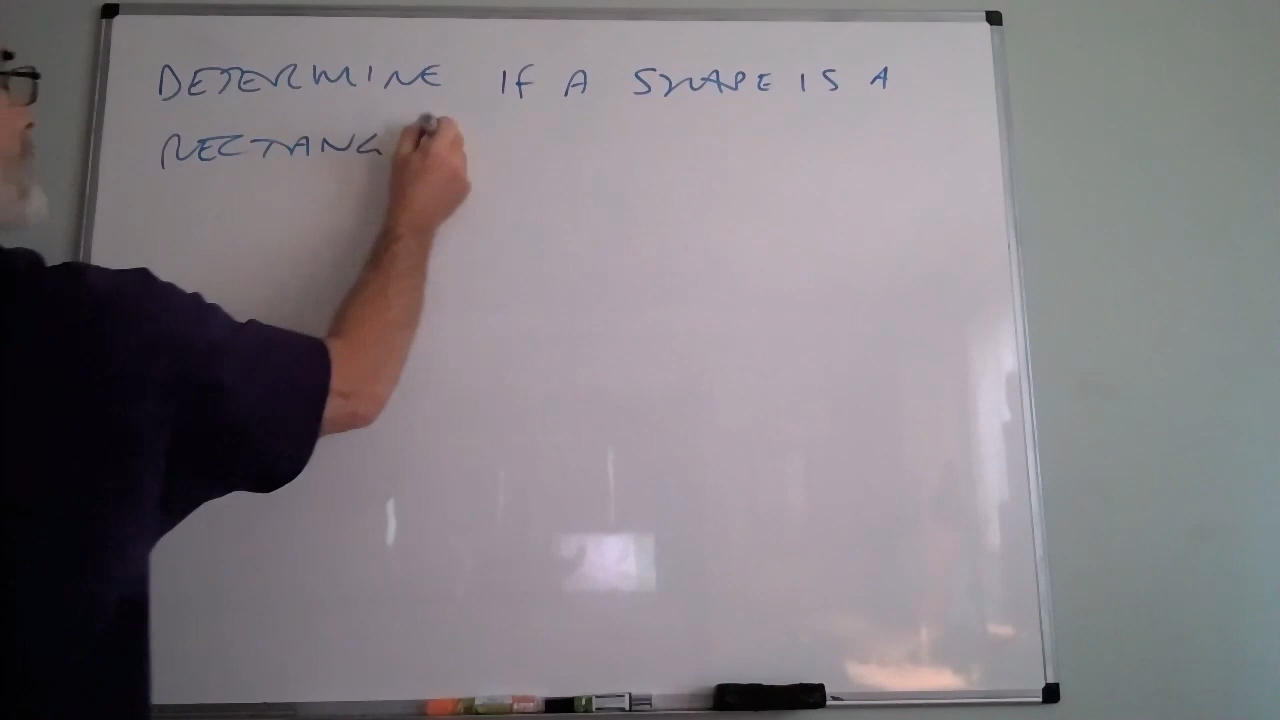 DETERMINE IF A SHAPE IS A
RECTANG